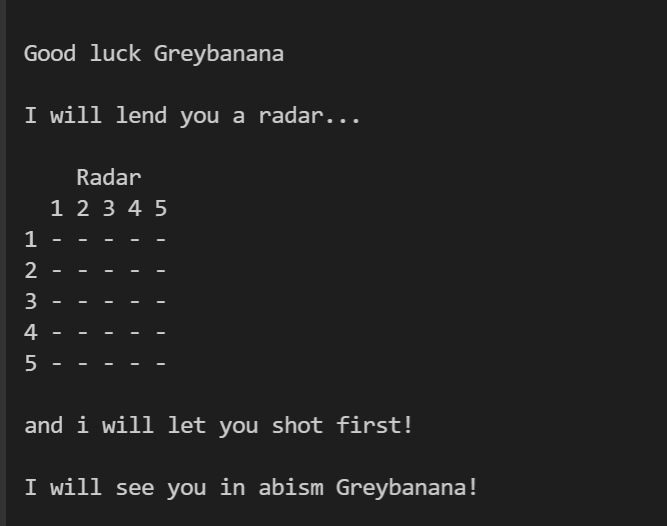 Good luck Greybanana
I will lend you a radar...
Radar
1 2 3 4 5
1 - - - - -
2 - - - - -
3 - - - - -
4 - - - - -
5 - - - - -
and i will let you shot first!
I will see you in abism Greybanana!